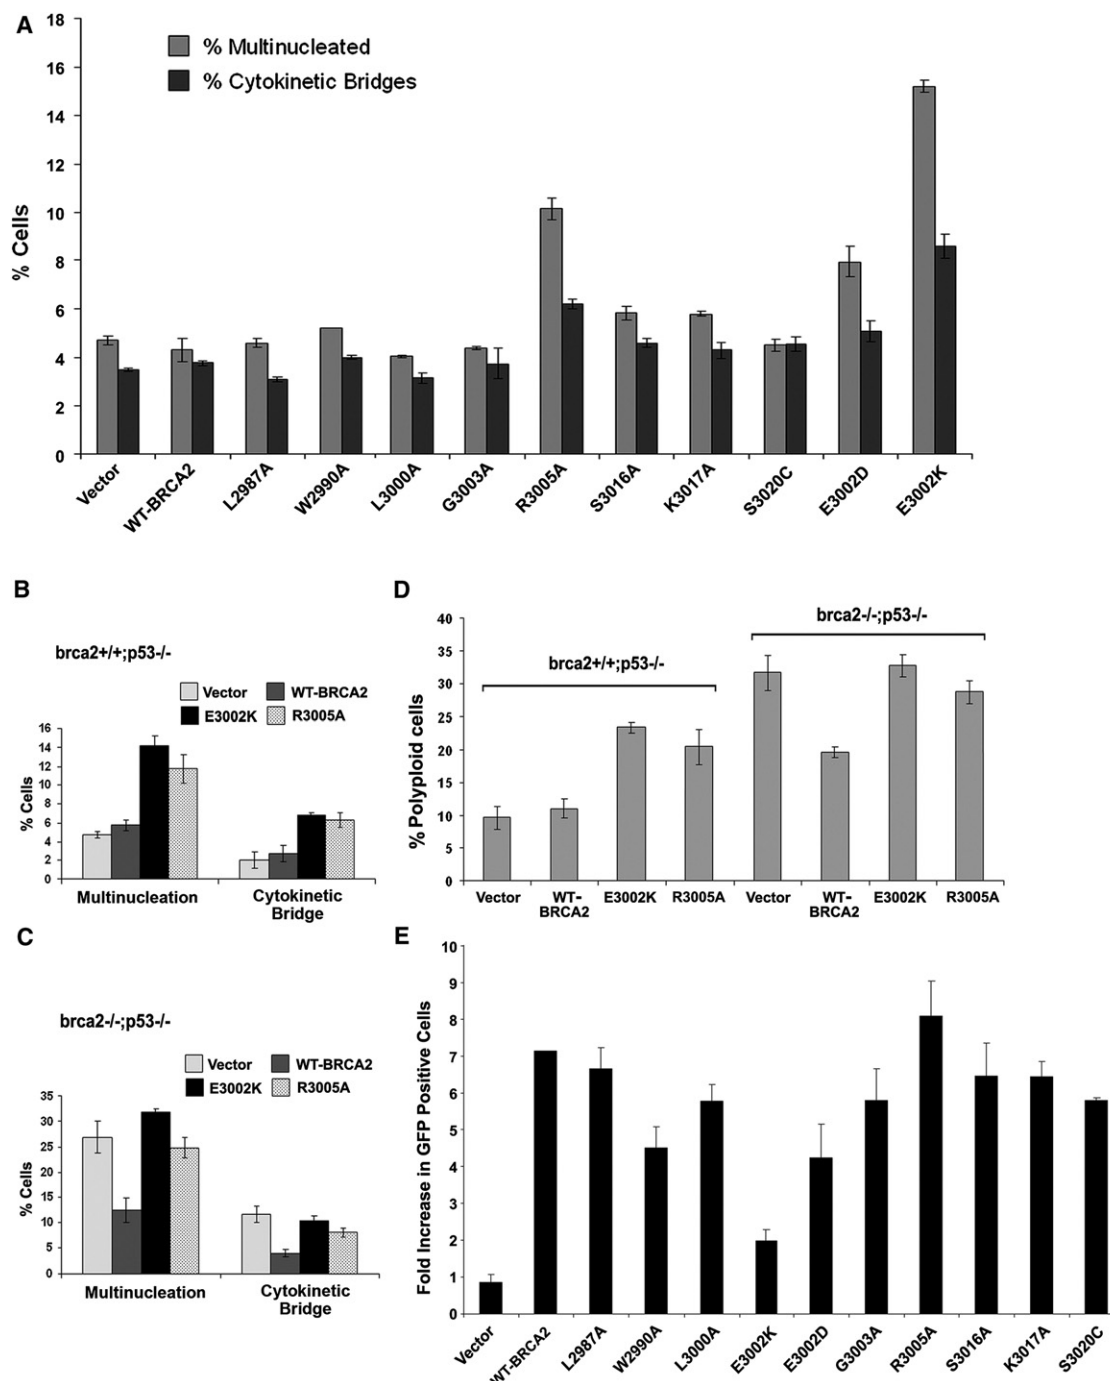 A
18
16
14
12
10
8
6
4
2
0
% Cells
% Multinucleated
% Cytokinetic Bridges
Vector
WT-BRCA2
L2987A
W2990A
L3000A
G3003A
R3005A
S3016A
K3017A
S3020C
E3002D
E3002K
B
brca2+/+;p53-/-
Vector
WT-BRCA2
E3002K
R3005A
16
14
12
10
8
6
4
2
0
% Cells
Multinucleation
Cytokinetic
Bridge
C
brca2-/-;p53-/-
Vector
WT-BRCA2
E3002K
R3005A
35
30
25
20
15
10
5
0
% Cells
Multinucleation
Cytokinetic
Bridge
D
40
35
30
25
20
15
10
5
0
% Polyploid cells
brca2+/+;p53-/-
brca2-/-;p53-/-
Vector
WT-
BRCA2
E3002K
R3005A
Vector
WT-
BRCA2
E3002K
R3005A
E
10
9
8
7
6
5
4
3
2
1
0
Fold Increase in GFP Positive Cells
Vector
WT-BRCA2
L2987A
W2990A
L3000A
E3002K
E3002D
G3003A
R3005A
S3016A
K3017A
S3020C